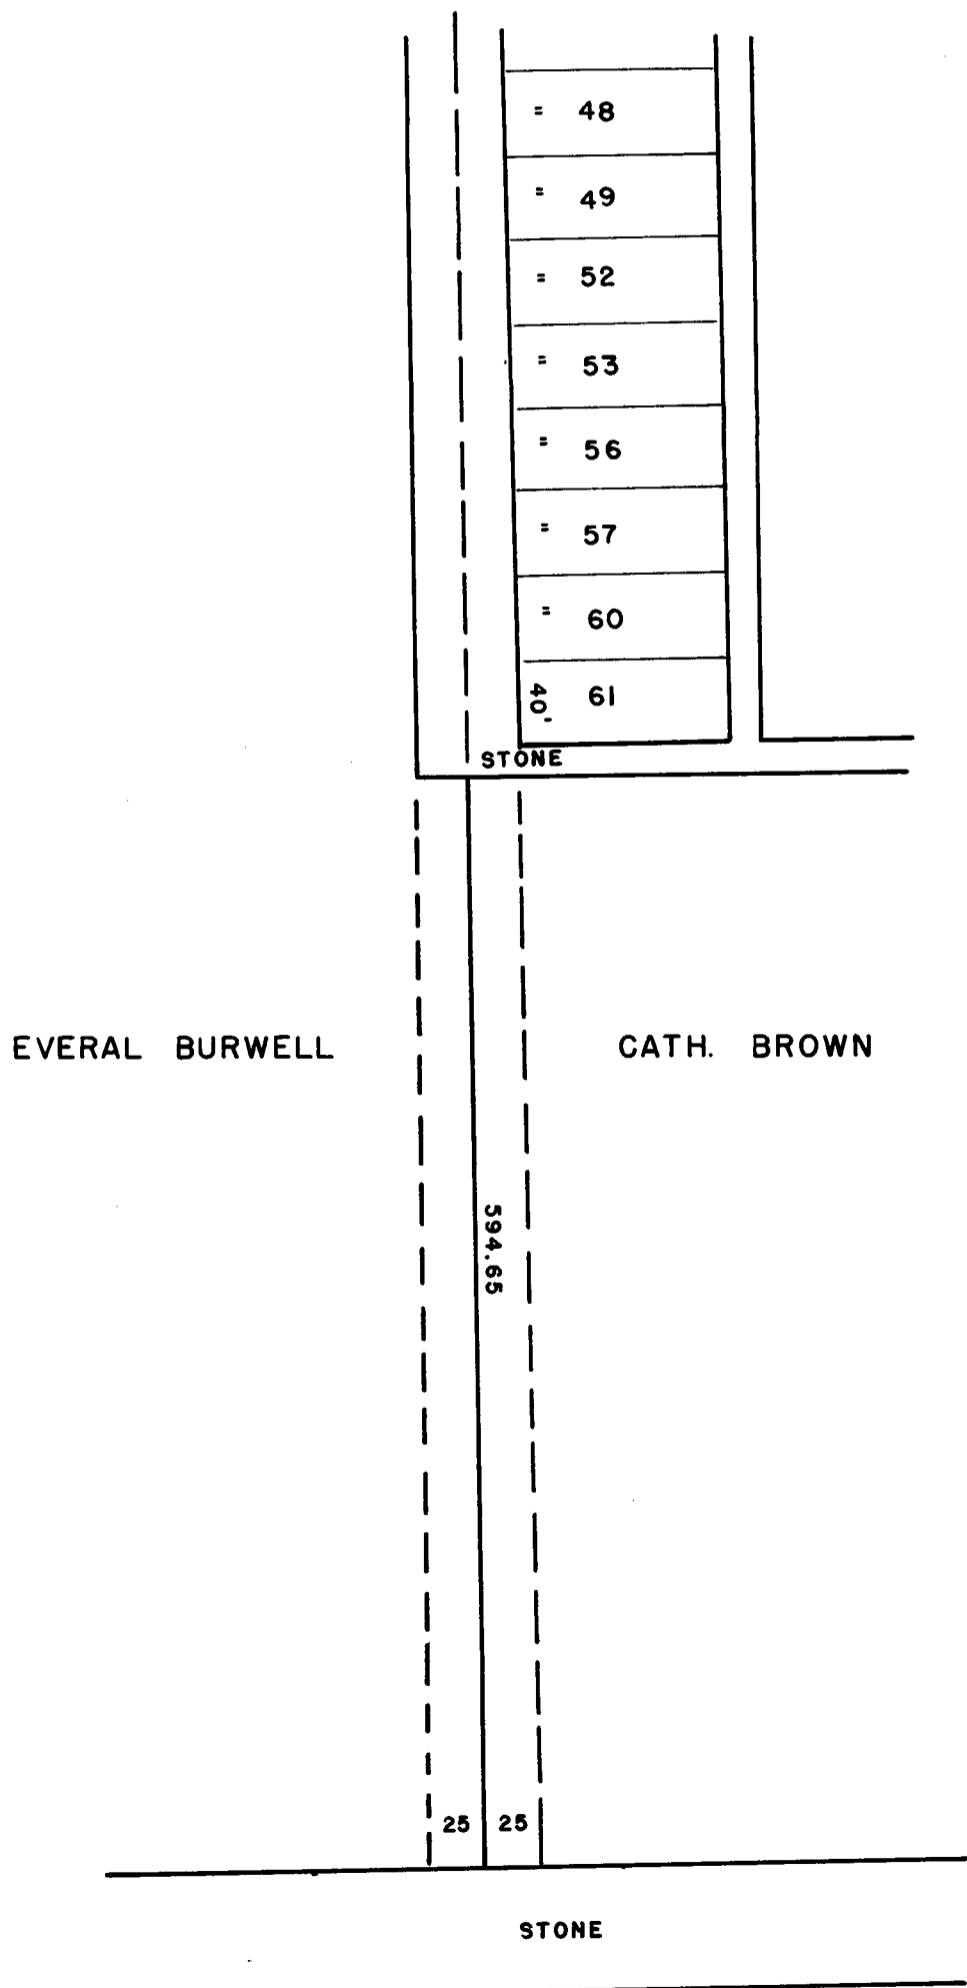 = 48
= 49
= 52
= 53
= 56
= 57
= 60
40' 61
STONE
EVERAL BURWELL
CATH. BROWN
594.65
25
25
STONE